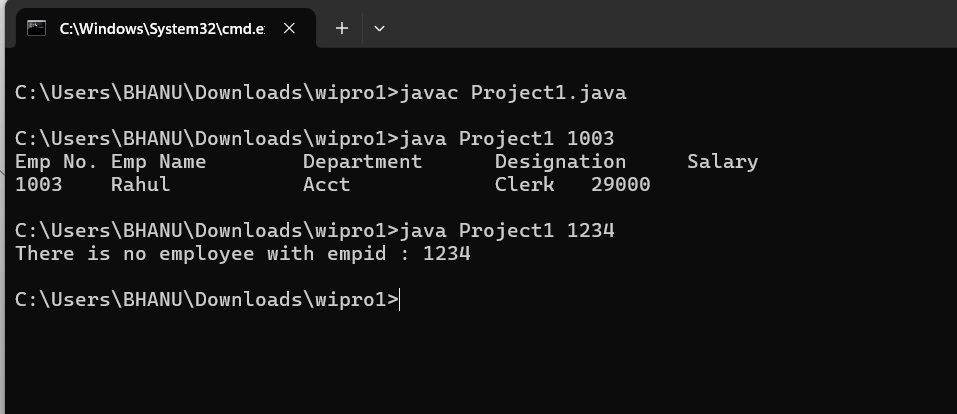 C:\Windows\System32\cmd.e
C:\Users\BHANU\Downloads\wipro1>javac Project1.java
C:\Users\BHANU\Downloads\wipro1>java Project1 1003
Emp No. Emp Name        Department      Designation     Salary
1003    Rahul           Acct            Clerk   29000
C:\Users\BHANU\Downloads\wipro1>java Project1 1234
There is no employee with empid : 1234
C:\Users\BHANU\Downloads\wipro1>